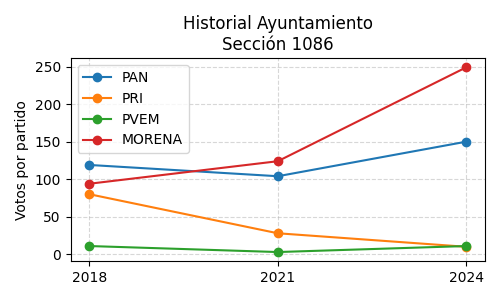 Historial Ayuntamiento
Sección 1086
Votos por partido
250
200
150
100
50
0
PAN
PRI
PVEM
MORENA
2018
2021
2024